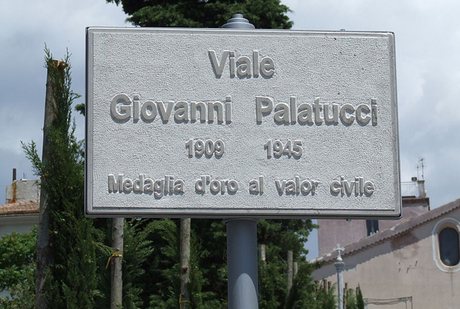 Viale
Giovanni Palatucci
1909 1945
Medaglia d'oro al valor civile